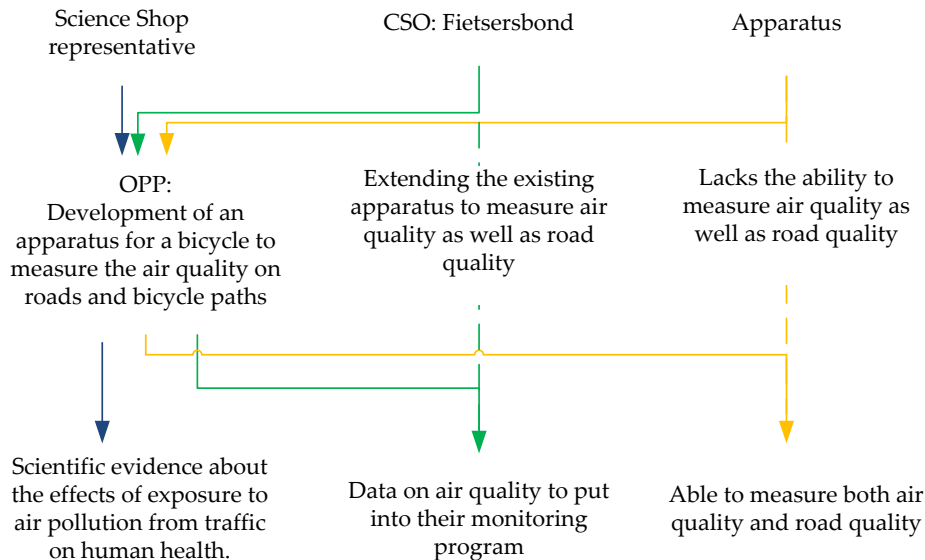 Science Shop
representative
CSO: Fietsersbond
Apparatus
OPP:
Development of an
apparatus for a bicycle to
measure the air quality on
roads and bicycle paths
Extending the existing
apparatus to measure air
quality as well as road
quality
Lacks the ability to
measure air quality as
well as road quality
Scientific evidence about
the effects of exposure to
air pollution from traffic
on human health.
Data on air quality to put
into their monitoring
program
Able to measure both air
quality and road quality